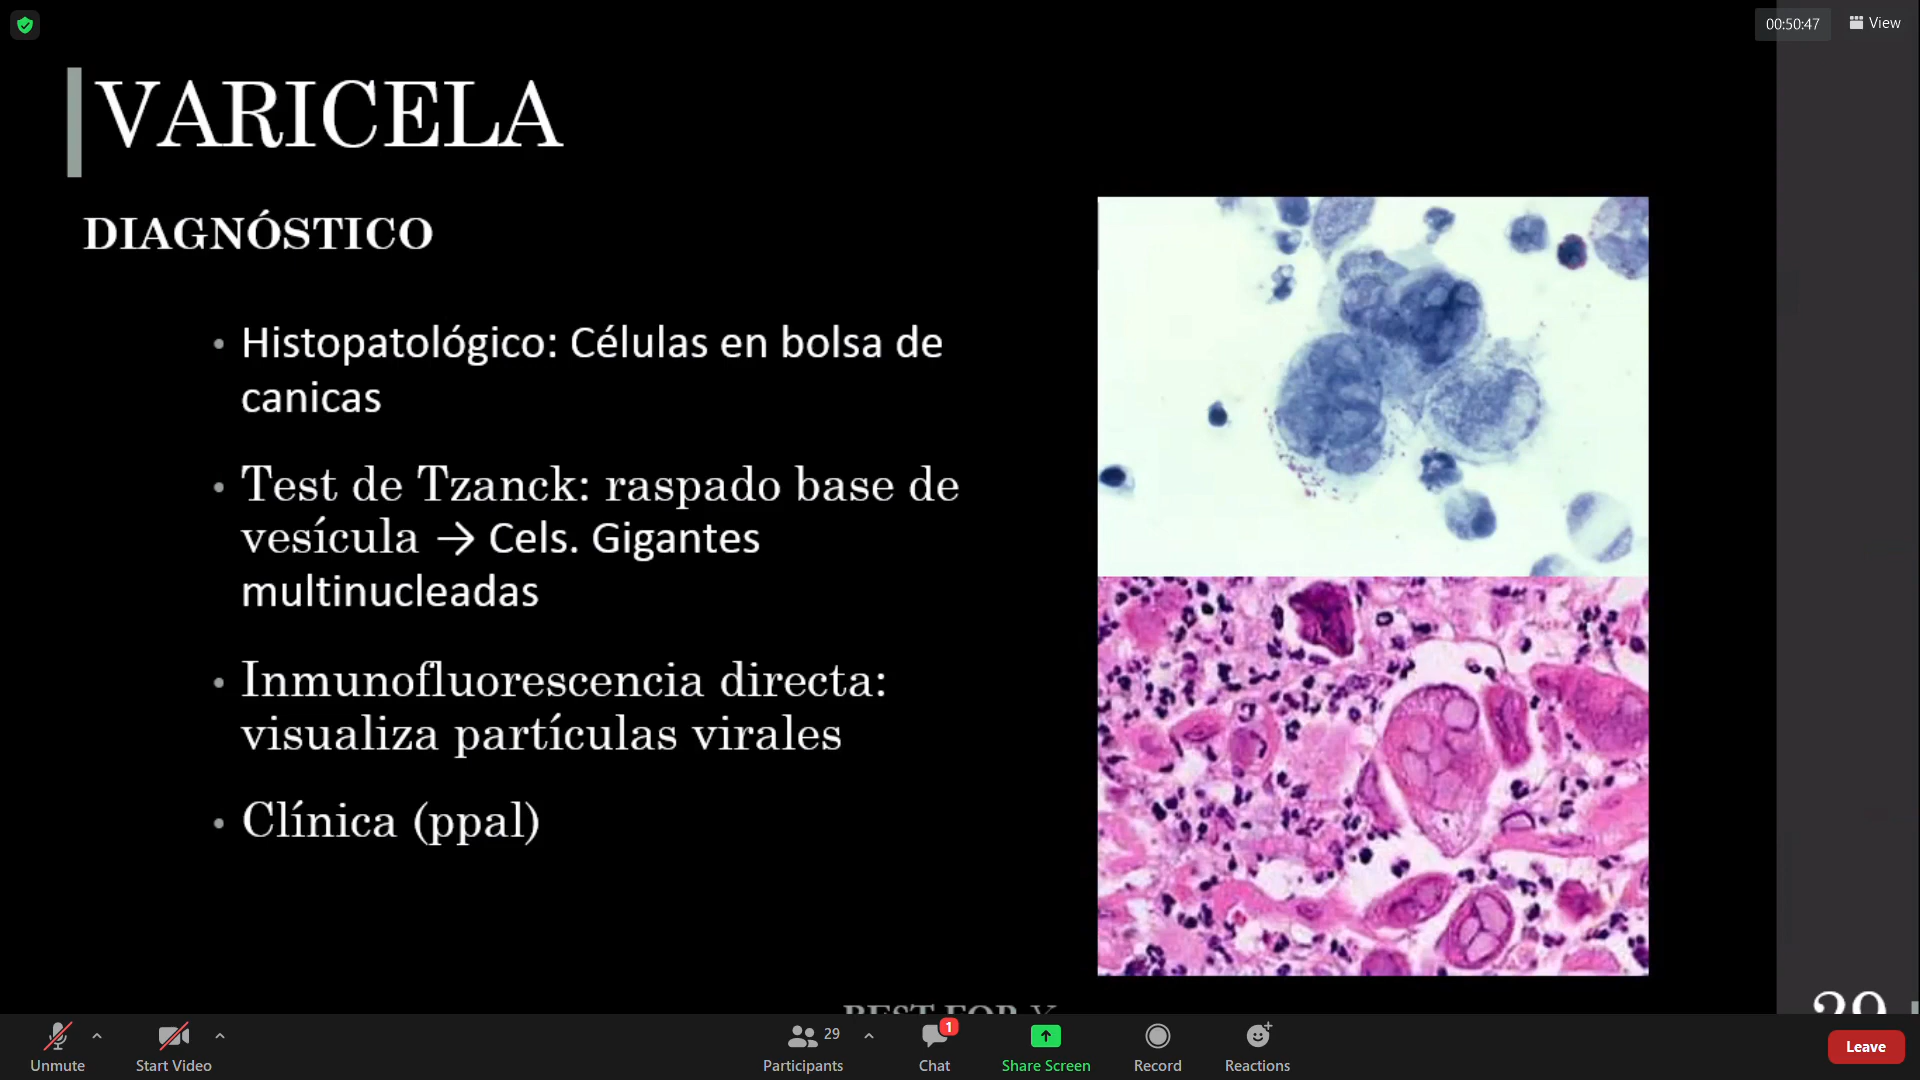 00:50:47
View
VARICELA
DIAGNÓSTICO
• Histopatológico: Células en bolsa de
canicas
• Test de Tzanck: raspado base de
vesícula → Cels. Gigantes
multinucleadas
• Inmunofluorescencia directa:
visualiza partículas virales
• Clínica (ppal)
BEST FOR Y
Unmute
Start Video
29
Participants
1
Chat
Share Screen
Record
Reactions
Leave